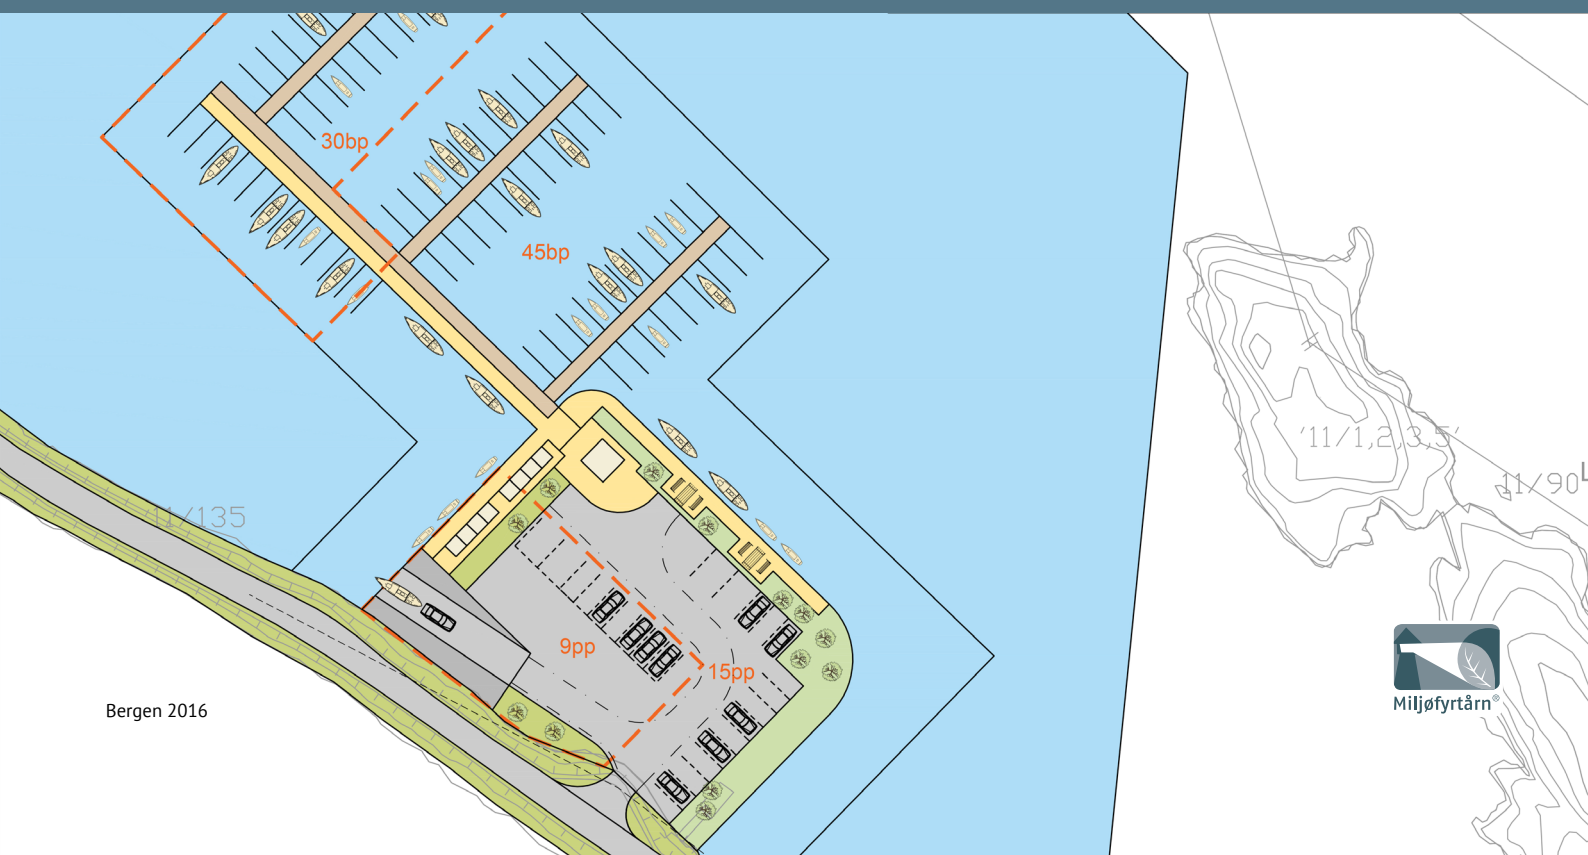 30bp
45bp
'11/1,2,3,5'
11/90
'11/135
9pp
15pp
Miljøfyrtårn®
Bergen 2016